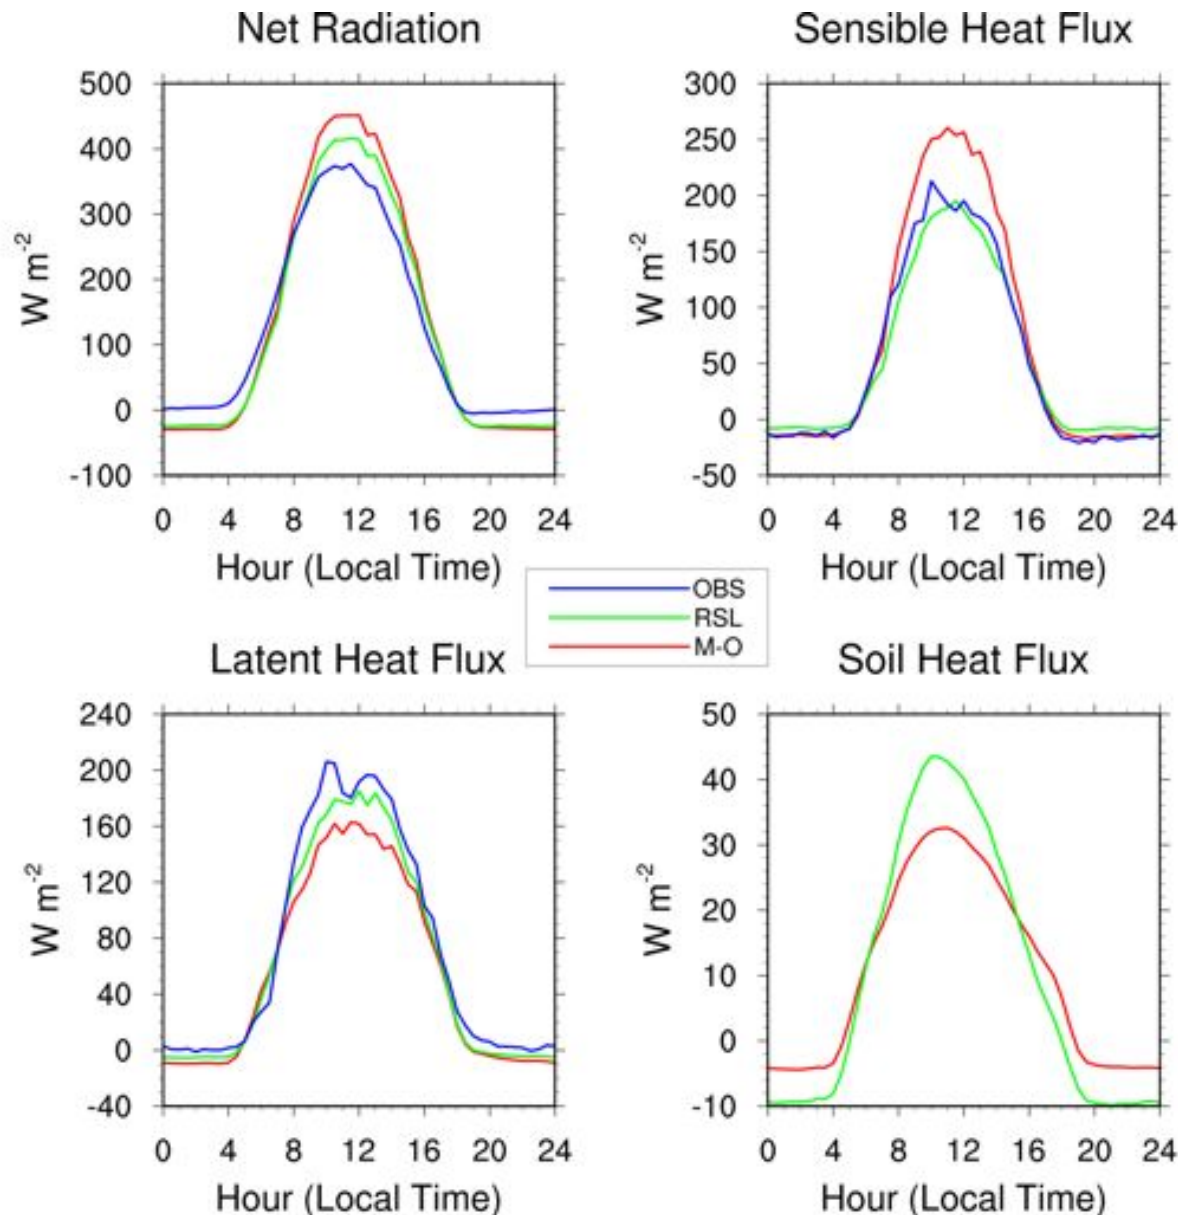 Net Radiation
500
400
300
200
100
0
-100
W m-2
0 4 8 12 16 20 24
Hour (Local Time)
Sensible Heat Flux
300
250
200
150
100
50
0
-50
W m-2
0 4 8 12 16 20 24
Hour (Local Time)
OBS
RSL
M-O
Latent Heat Flux
240
200
160
120
80
40
0
-40
W m-2
0 4 8 12 16 20 24
Hour (Local Time)
Soil Heat Flux
50
40
30
20
10
0
-10
W m-2
0 4 8 12 16 20 24
Hour (Local Time)